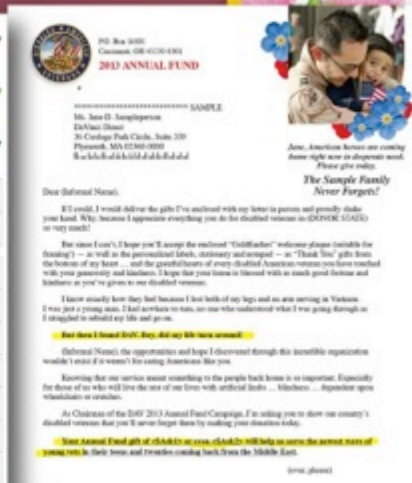 P.O. Box 14301
Cincinnati, OH 45250-0301
2013 ANNUAL FUND
SAMPLE
Ms. Jane D. Sampleperson
DaVinci Direct
36 Cordage Park Circle, Suite 339
Plymouth, MA 02360-0000
Jane, American heroes are coming
home right now in desperate need.
Please give today.
The Sample Family
Never Forgets!
Dear (Informal Name),
If I could, I would deliver the gifts I've enclosed with my letter in person and proudly shake
your hand. Why, because I appreciate everything you do for disabled veterans in (DONOR STATE)
so very much!
But since I can't, I hope you'll accept the enclosed "Goldfinches" welcome plaque (suitable for
framing!) — as well as the personalized labels, stationery and notepad — as "Thank You" gifts from
the bottom of my heart ... and the grateful hearts of every disabled American veteran you have touched
with your generosity and kindness. I hope that your home is blessed with as much good fortune and
kindness as you've given to our disabled veterans.
I know exactly how they feel because I lost both of my legs and an arm serving in Vietnam.
I was just a young man. I had nowhere to turn, no one who understood what I was going through as
I struggled to rebuild my life and go on.
But then I found DAV. Boy, did my life turn around!
(Informal Name), the opportunities and hope I discovered through this incredible organization
wouldn't exist if it weren't for caring Americans like you.
Knowing that our service meant something to the people back home is so important. Especially
for those of us who will live the rest of our lives with artificial limbs ... blindness ... dependent upon
wheelchairs or crutches.
As Chairman of the DAV 2013 Annual Fund Campaign, I'm asking you to show our country's
disabled veterans that you'll never forget them by making your donation today.
Your Annual Fund gift of <$Ask1> or even <$Ask2> will help us serve the newest wave of
young vets in their teens and twenties coming back from the Middle East.
(over, please)